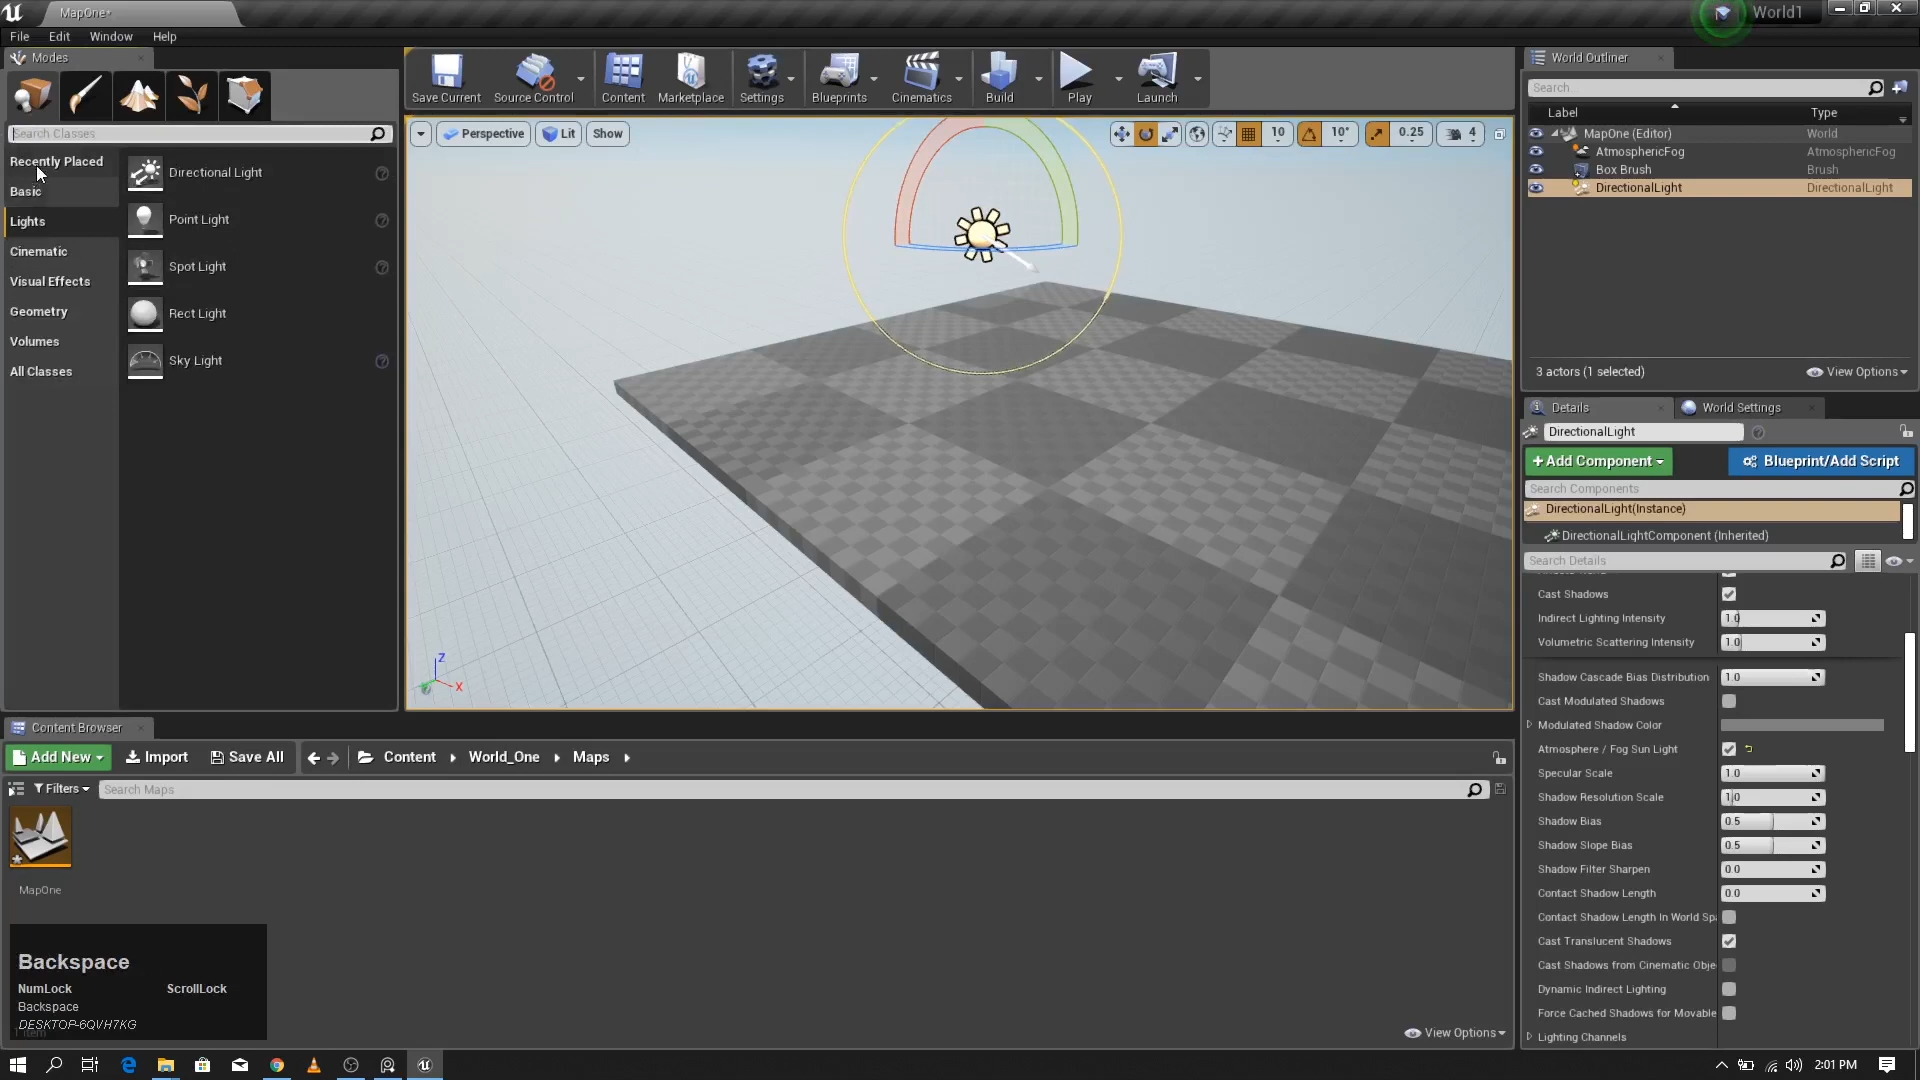 MapOne*
World1
File Edit Window Help
Modes
Save Current
Source Control
Content
Marketplace
Settings
Blueprints
Cinematics
Build
Play
Launch
Search Classes
Recently Placed
Basic
Lights
Cinematic
Visual Effects
Geometry
Volumes
All Classes
Directional Light
Point Light
Spot Light
Rect Light
Sky Light
Perspective
Lit
Show
10
10°
0.25
4
Z
X
World Outliner
Search...
Label Type
MapOne (Editor) World
AtmosphericFog AtmosphericFog
Box Brush Brush
DirectionalLight DirectionalLight
3 actors (1 selected)
View Options
Details
World Settings
DirectionalLight
+Add Component
Blueprint/Add Script
Search Components
DirectionalLight(Instance)
DirectionalLightComponent (Inherited)
Search Details
Cast Shadows
Indirect Lighting Intensity 1.0
Volumetric Scattering Intensity 1.0
Shadow Cascade Bias Distribution 1.0
Cast Modulated Shadows
Modulated Shadow Color
Atmosphere / Fog Sun Light
Specular Scale 1.0
Shadow Resolution Scale 1.0
Shadow Bias 0.5
Shadow Slope Bias 0.5
Shadow Filter Sharpen 0.0
Contact Shadow Length 0.0
Contact Shadow Length In World Spa
Cast Translucent Shadows
Cast Shadows from Cinematic Obje
Dynamic Indirect Lighting
Force Cached Shadows for Movable
Lighting Channels
Content Browser
Add New
Import
Save All
Content
World_One
Maps
Filters
Search Maps
MapOne
Backspace
NumLock ScrollLock
Backspace
DESKTOP-6QVH7KG
View Options
2:01 PM